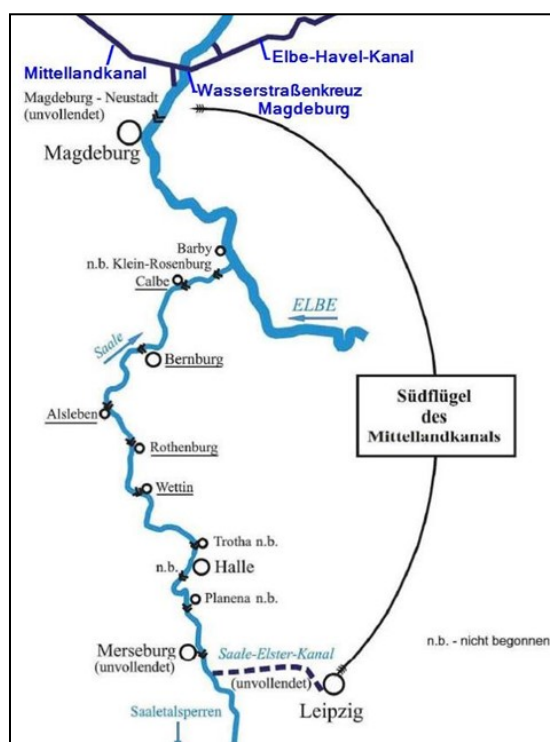 Elbe-Havel-Kanal
Mittellandkanal
Wasserstraßenkreuz
Magdeburg
Magdeburg - Neustadt
(unvollendet)
Magdeburg
Barby
n.b. Klein-Rosenburg
Calbe
ELBE
Saale
Bernburg
Südflügel
des
Mittellandkanals
Alsleben
Rothenburg
Wettin
Trotha n.b.
n.b.
Halle
Planena n.b.
n.b. - nicht begonnen
Merseburg
(unvollendet)
Saale-Elster-Kanal
(unvollendet)
Leipzig
Saaletalsperren